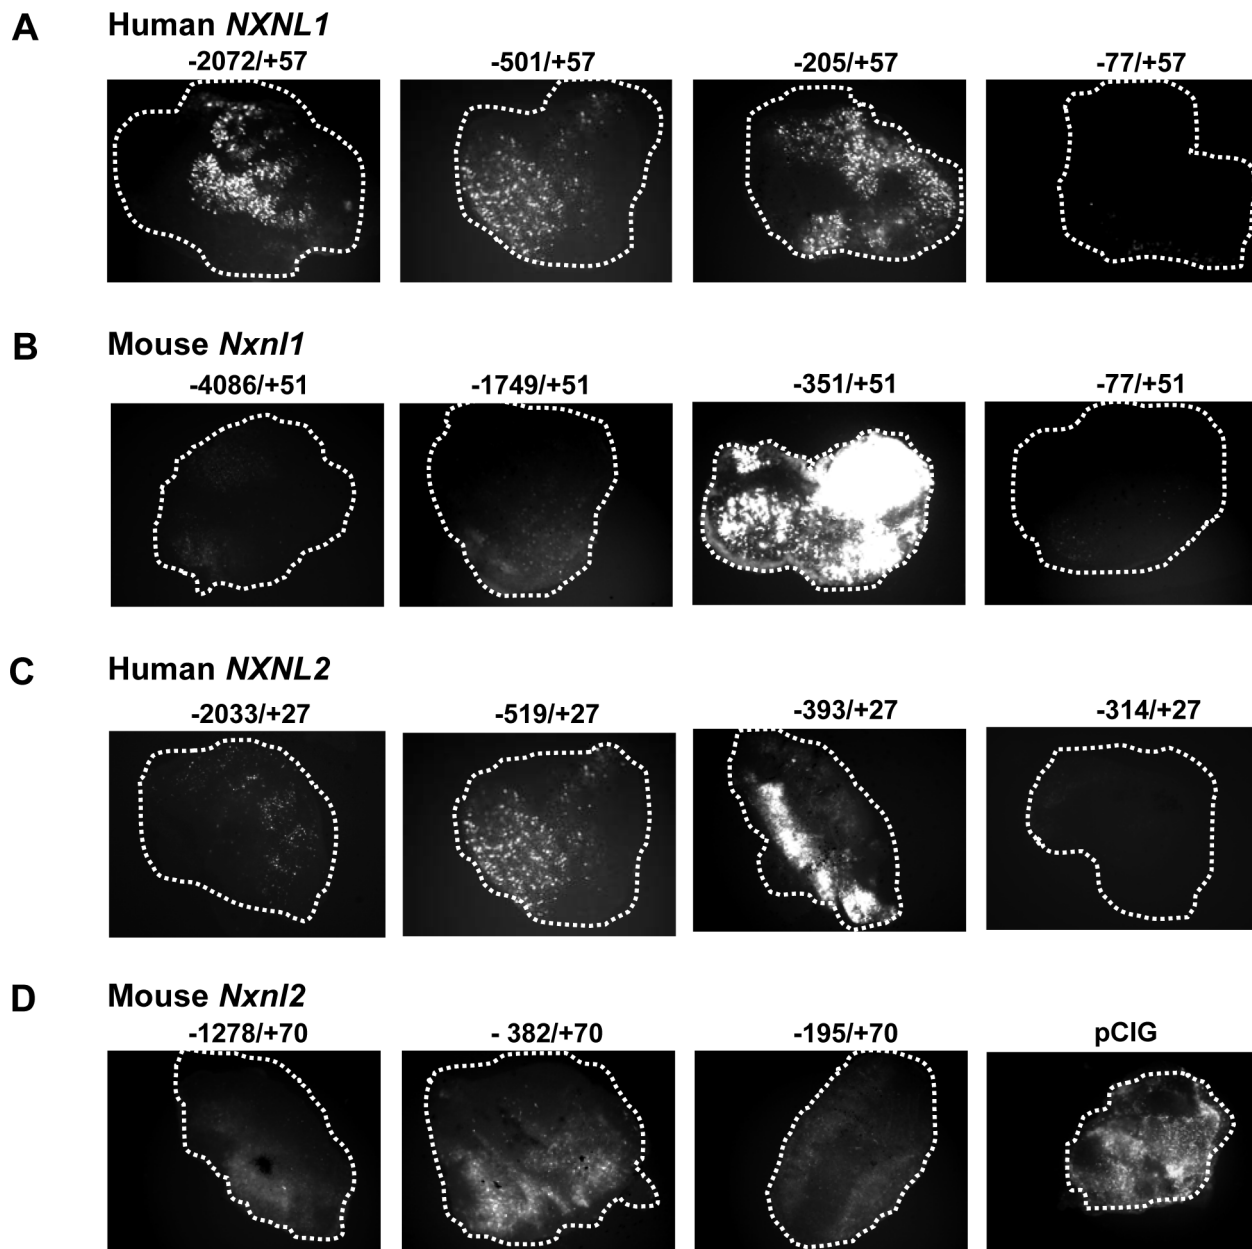 A Human NXNL1
-2072/+57 -501/+57 -205/+57 -77/+57
B Mouse Nxnl1
-4086/+51 -1749/+51 -351/+51 -77/+51
C Human NXNL2
-2033/+27 -519/+27 -393/+27 -314/+27
D Mouse Nxnl2
-1278/+70 - 382/+70 -195/+70 pCIG